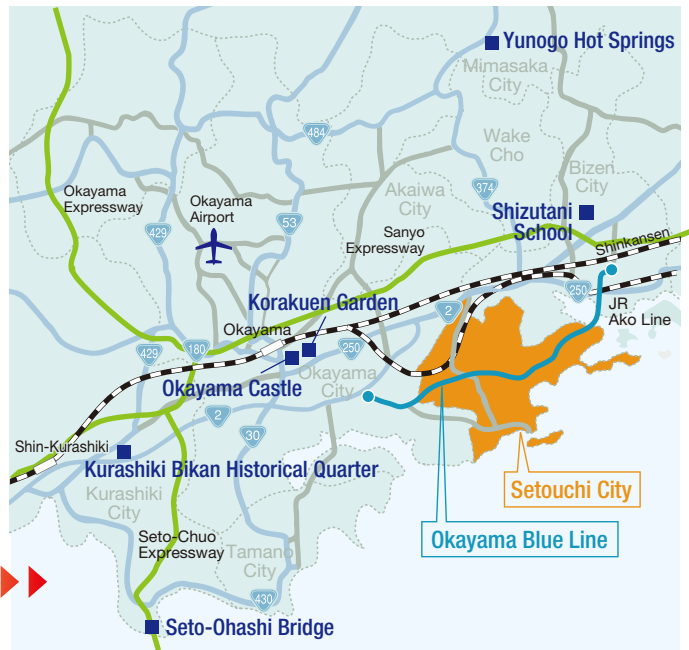 Yunogo Hot Springs
Mimasaka
City
484
Wake
Cho
Bizen
City
374
Akaiwa
City
Okayama
Expressway
Okayama
Airport
429
53
Sanyo
Expressway
Shizutani
School
Shinkansen
250
JR
Ako Line
Korakuen Garden
2
Okayama
180
429
250
Okayama
City
Okayama Castle
2
30
Shin-Kurashiki
Kurashiki Bikan Historical Quarter
Kurashiki
City
Setouchi City
Okayama Blue Line
Seto-Chuo
Expressway
Tamano
City
430
Seto-Ohashi Bridge